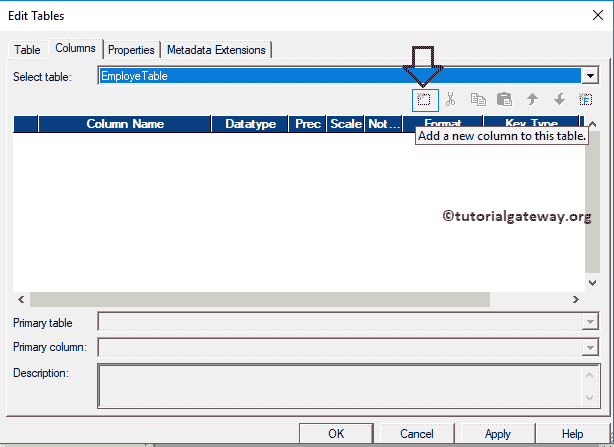 Edit Tables
Table Columns Properties Metadata Extensions
Select table: EmployeTable
Add a new column to this table.
Column Name Datatype Prec Scale Not... Format Key Type
©tutorialgateway.org
Primary table
Primary column:
Description:
OK Cancel Apply Help